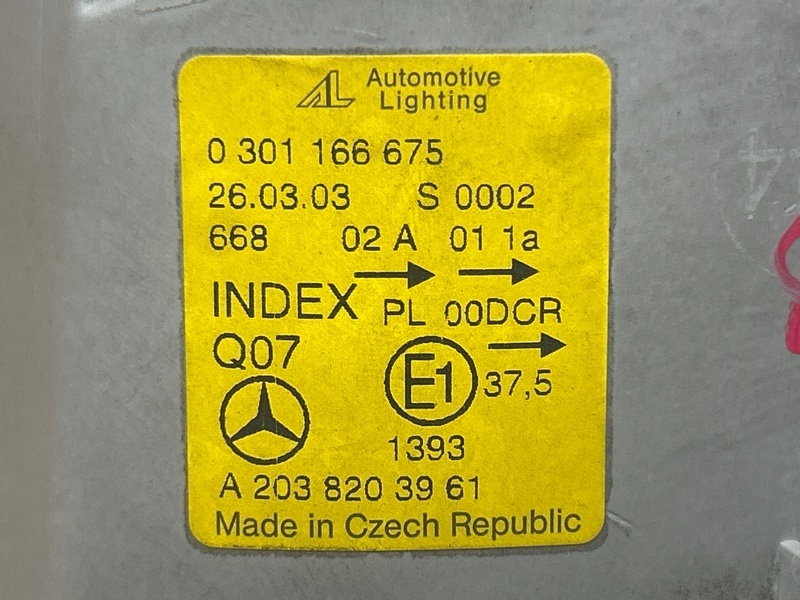 AL Automotive
Lighting
0 301 166 675
26.03.03 S 0002
668 02 A 01 1a
INDEX PL 00DCR
Q07
E1 37,5
1393
A 203 820 39 61
Made in Czech Republic